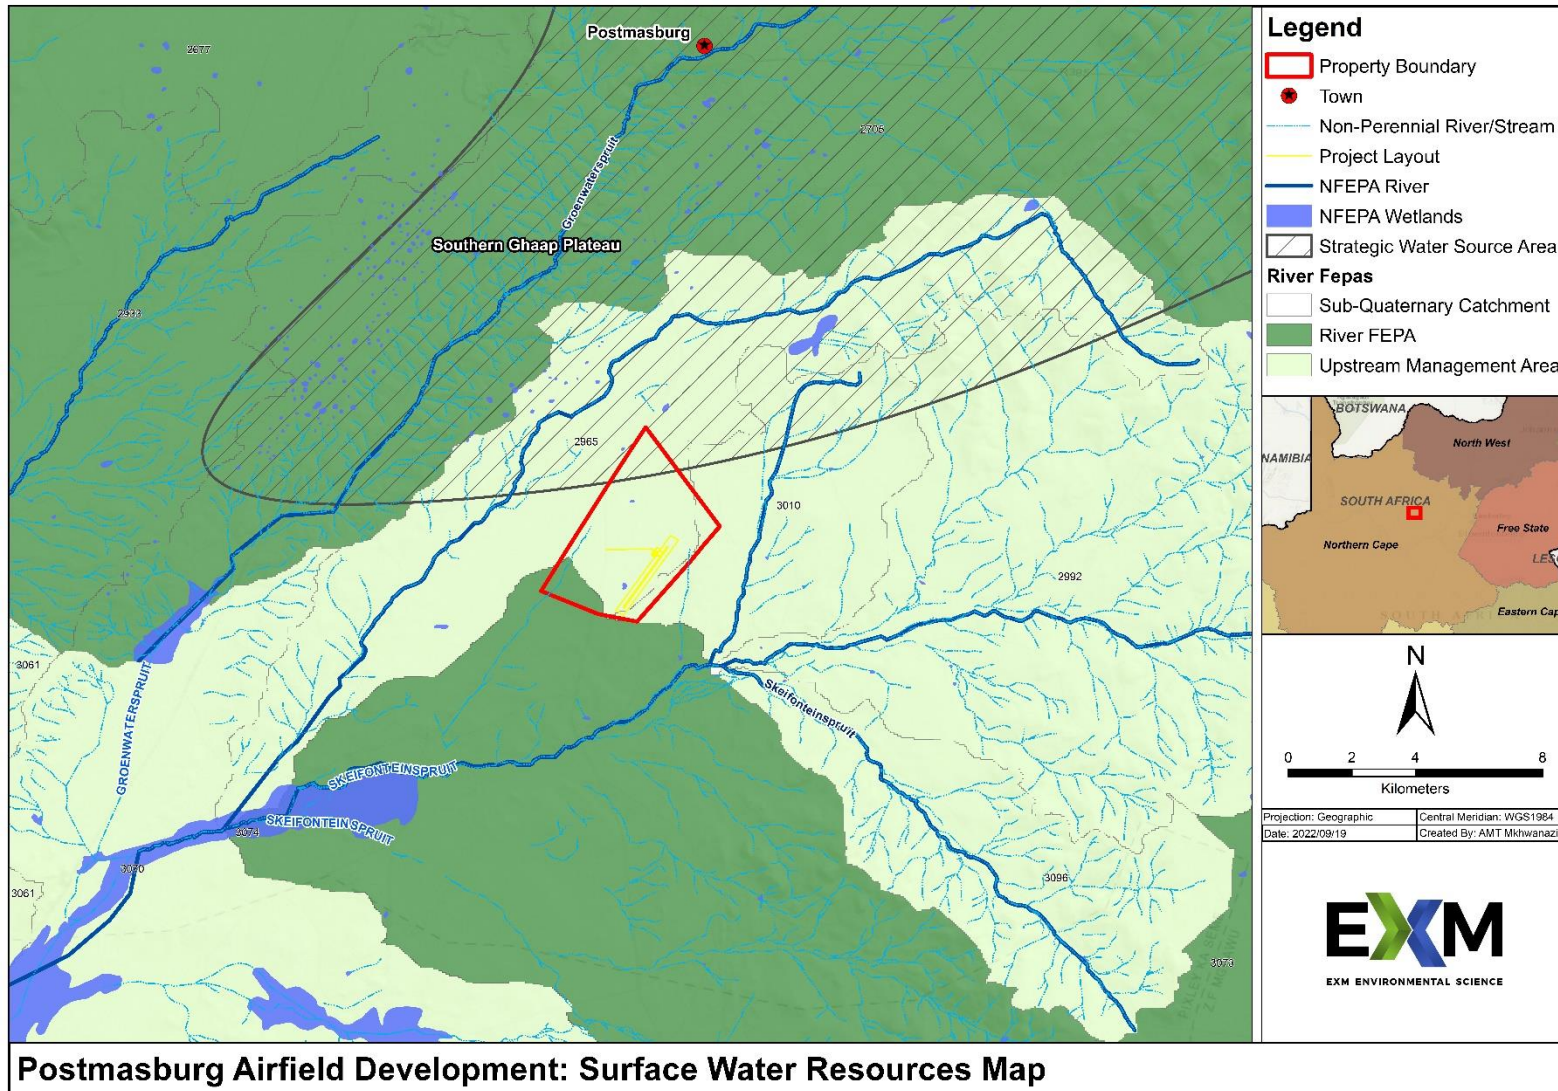 Postmasburg
2677
2706
Groenwaterspruit
Southern Ghaap Plateau
2933
2965
3010
2992
3061
GROENWATERSPRUIT
Skeifonteinspruit
SKEIFONTEINSPRUIT
SKEIFONTEINSPRUIT
3074
3061
3096
3079
Legend
Property Boundary
Town
Non-Perennial River/Stream
Project Layout
NFEPA River
NFEPA Wetlands
Strategic Water Source Area
River Fepas
Sub-Quaternary Catchment
River FEPA
Upstream Management Area
BOTSWANA
NAMIBIA
North West
SOUTH AFRICA
Free State
Northern Cape
SOUTH
Eastern Cap
N
0 2 4 8
Kilometers
Projection: Geographic
Central Meridian: WGS1984
Date: 2022/09/19
Created By: AMT Mkhwanazi
EXM
EXM ENVIRONMENTAL SCIENCE
Postmasburg Airfield Development: Surface Water Resources Map